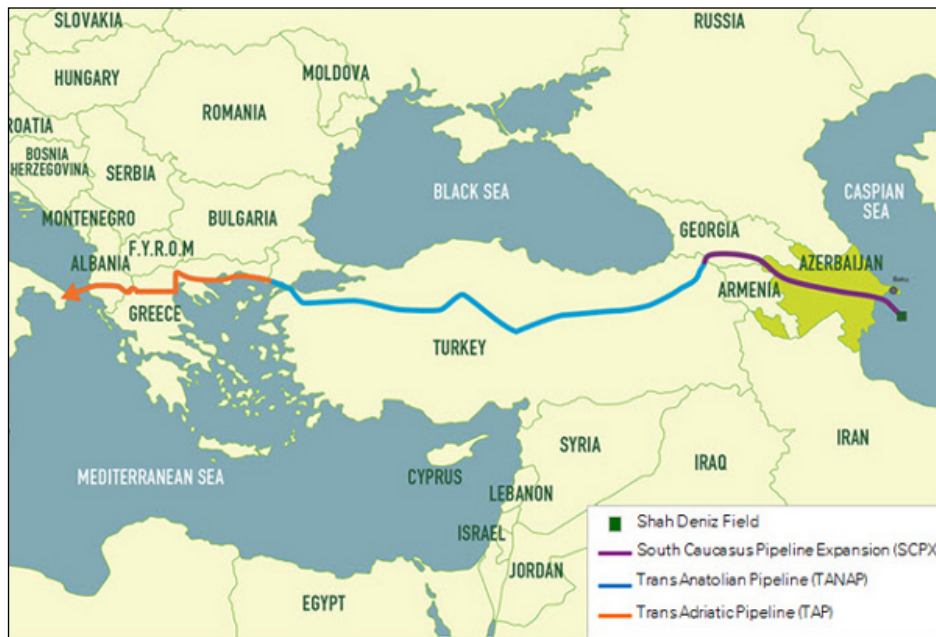 SLOVAKIA
RUSSIA
HUNGARY
MOLDOVA
ROMANIA
ROATIA
BOSNIA
HERZEGOVINA
SERBIA
BLACK SEA
CASPIAN
SEA
MONTENEGRO
BULGARIA
GEORGIA
F.Y.R.O.M
ALBANIA
AZERBAIJAN
Baku
ARMENIA
GREECE
TURKEY
SYRIA
IRAN
MEDITERRANEAN SEA
CYPRUS
IRAQ
LEBANON
ISRAEL
JORDAN
EGYPT
Shah Deniz Field
South Caucasus Pipeline Expansion (SCPX
Trans Anatolian Pipeline (TANAP)
Trans Adriatic Pipeline (TAP)